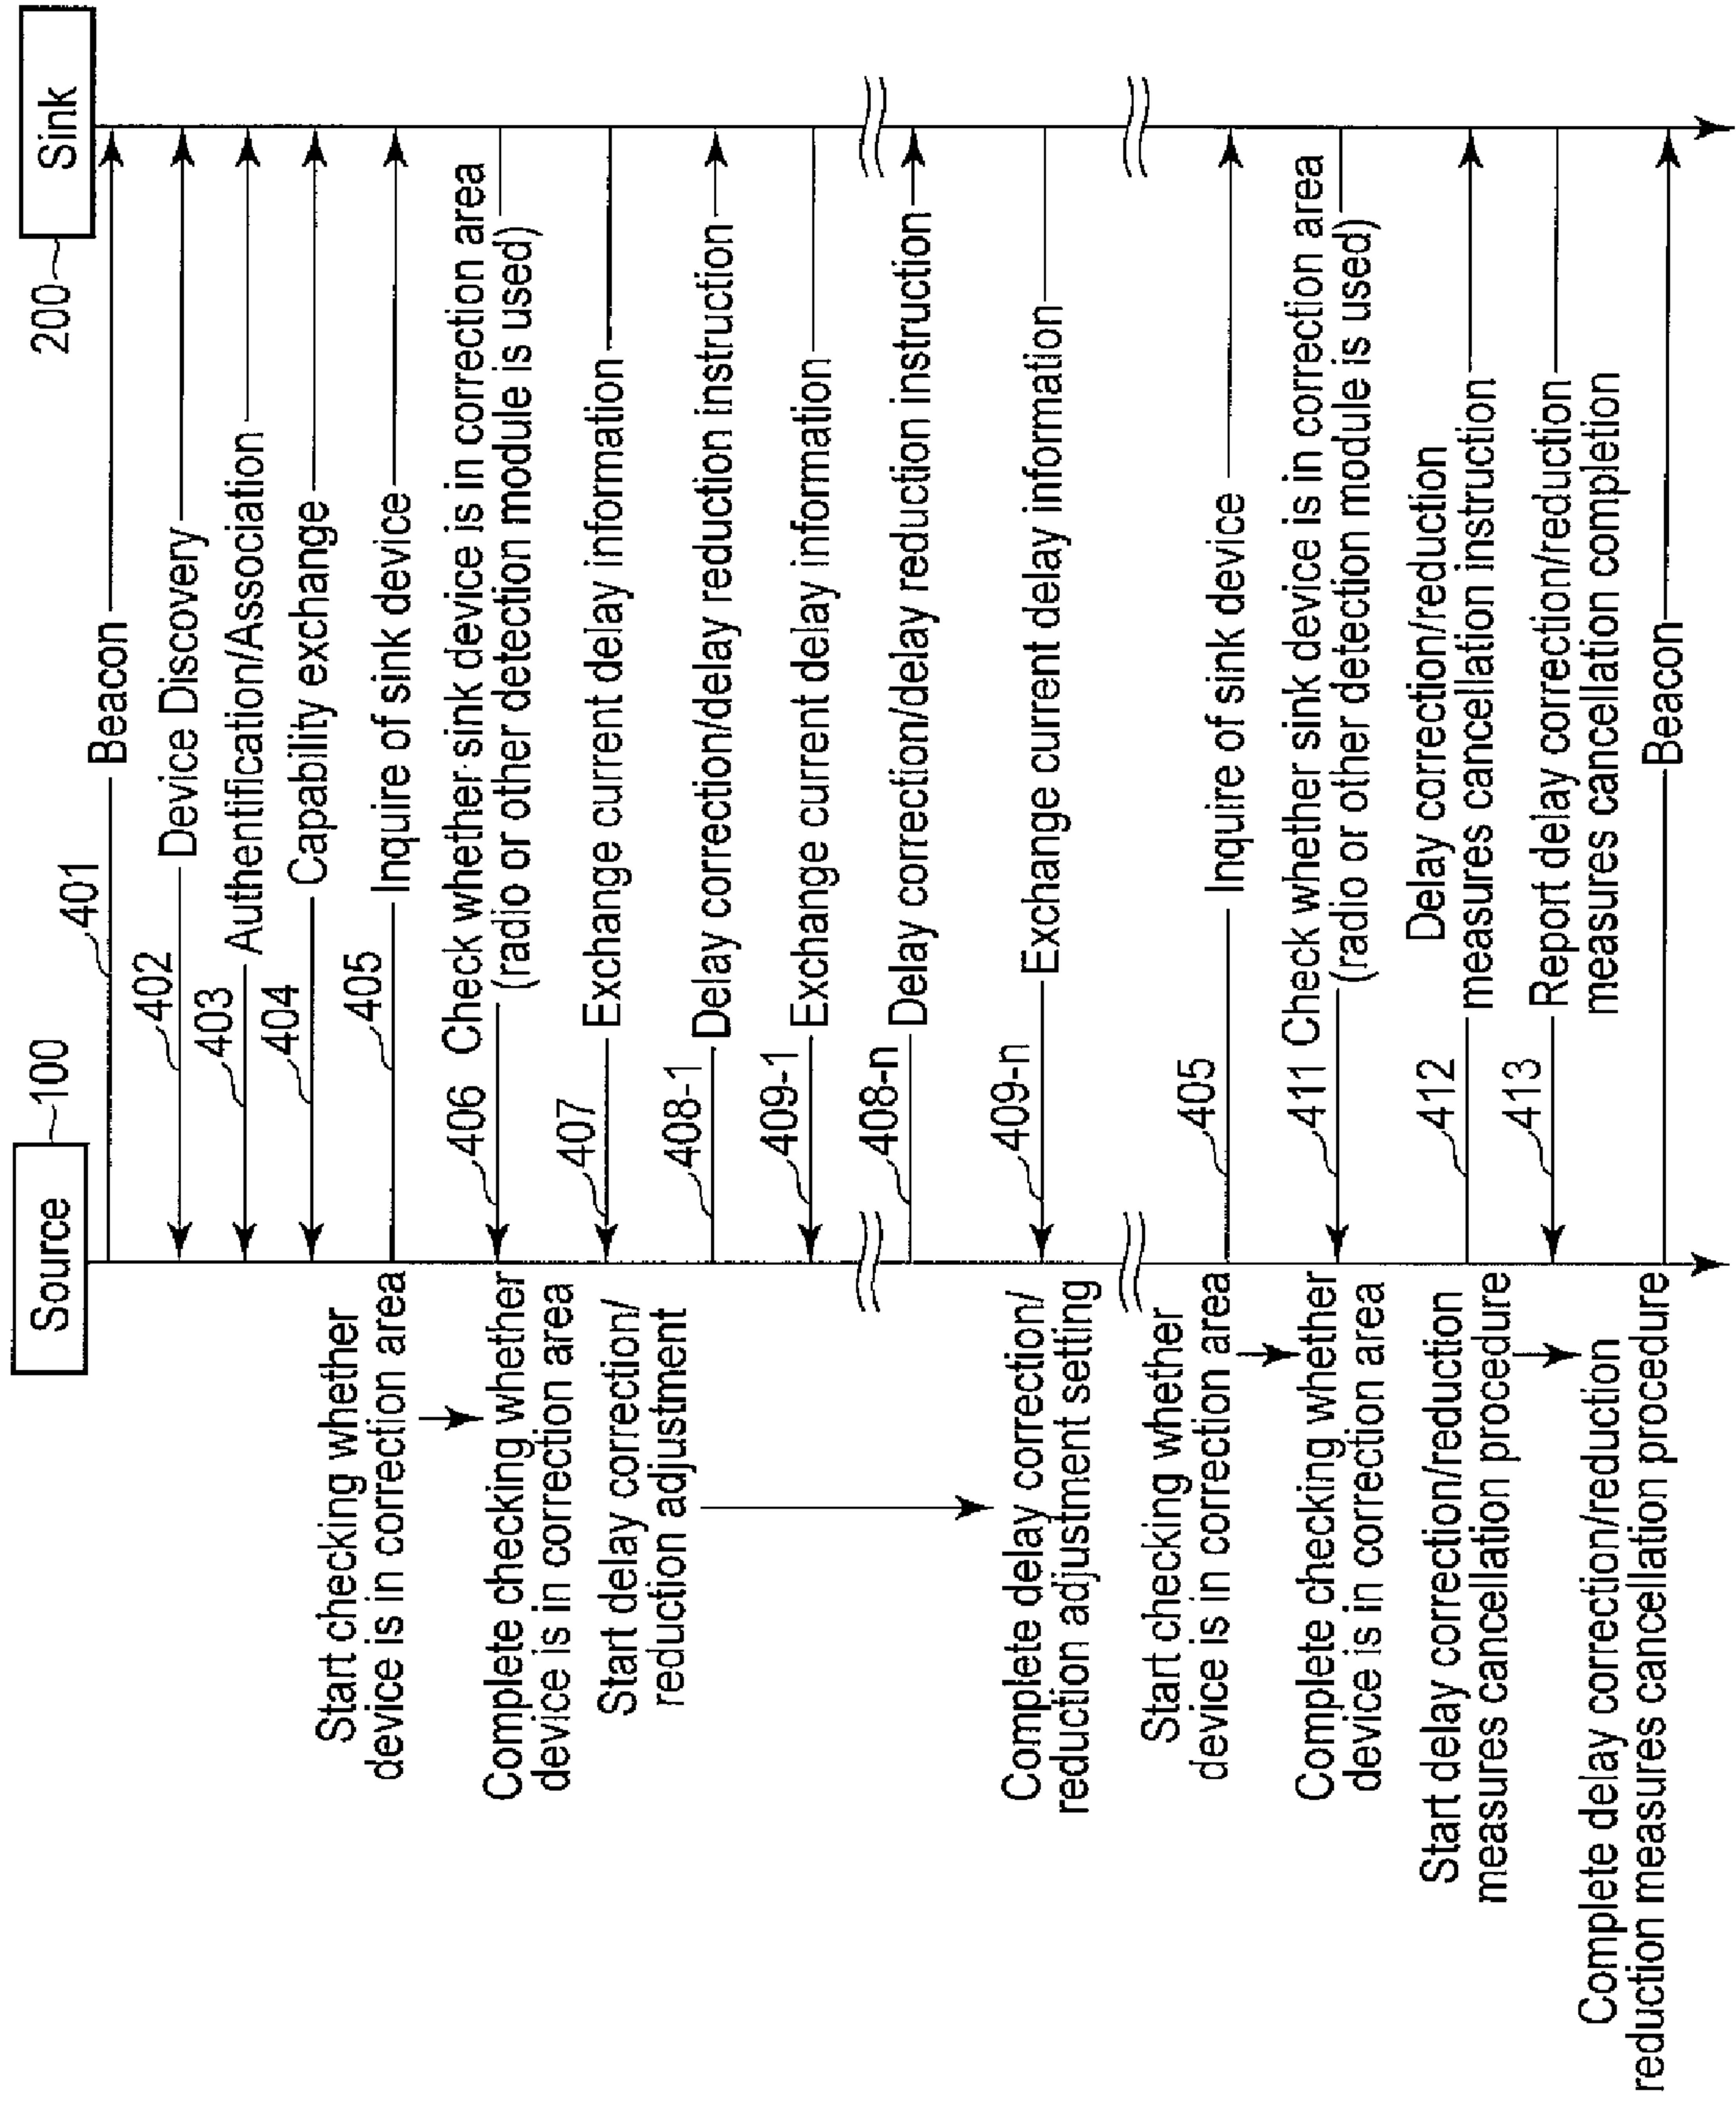 Source
100
Sink
200
401
Beacon
402
Device Discovery
403
Authentification/Association
404
Capability exchange
Start checking whether
device is in correction area
405
Inquire of sink device
Complete checking whether
device is in correction area
406
Check whether sink device is in correction area
(radio or other detection module is used)
Start delay correction/
reduction adjustment
407
Exchange current delay information
408-1
Delay correction/delay reduction instruction
409-1
Exchange current delay information
408-n
Delay correction/delay reduction instruction
Complete delay correction/
reduction adjustment setting
409-n
Exchange current delay information
Start checking whether
device is in correction area
405
Inquire of sink device
Complete checking whether
device is in correction area
411
Check whether sink device is in correction area
(radio or other detection module is used)
Start delay correction/reduction
measures cancellation procedure
412
Delay correction/reduction
measures cancellation instruction
413
Report delay correction/reduction
measures cancellation completion
Complete delay correction/reduction
reduction measures cancellation procedure
Beacon